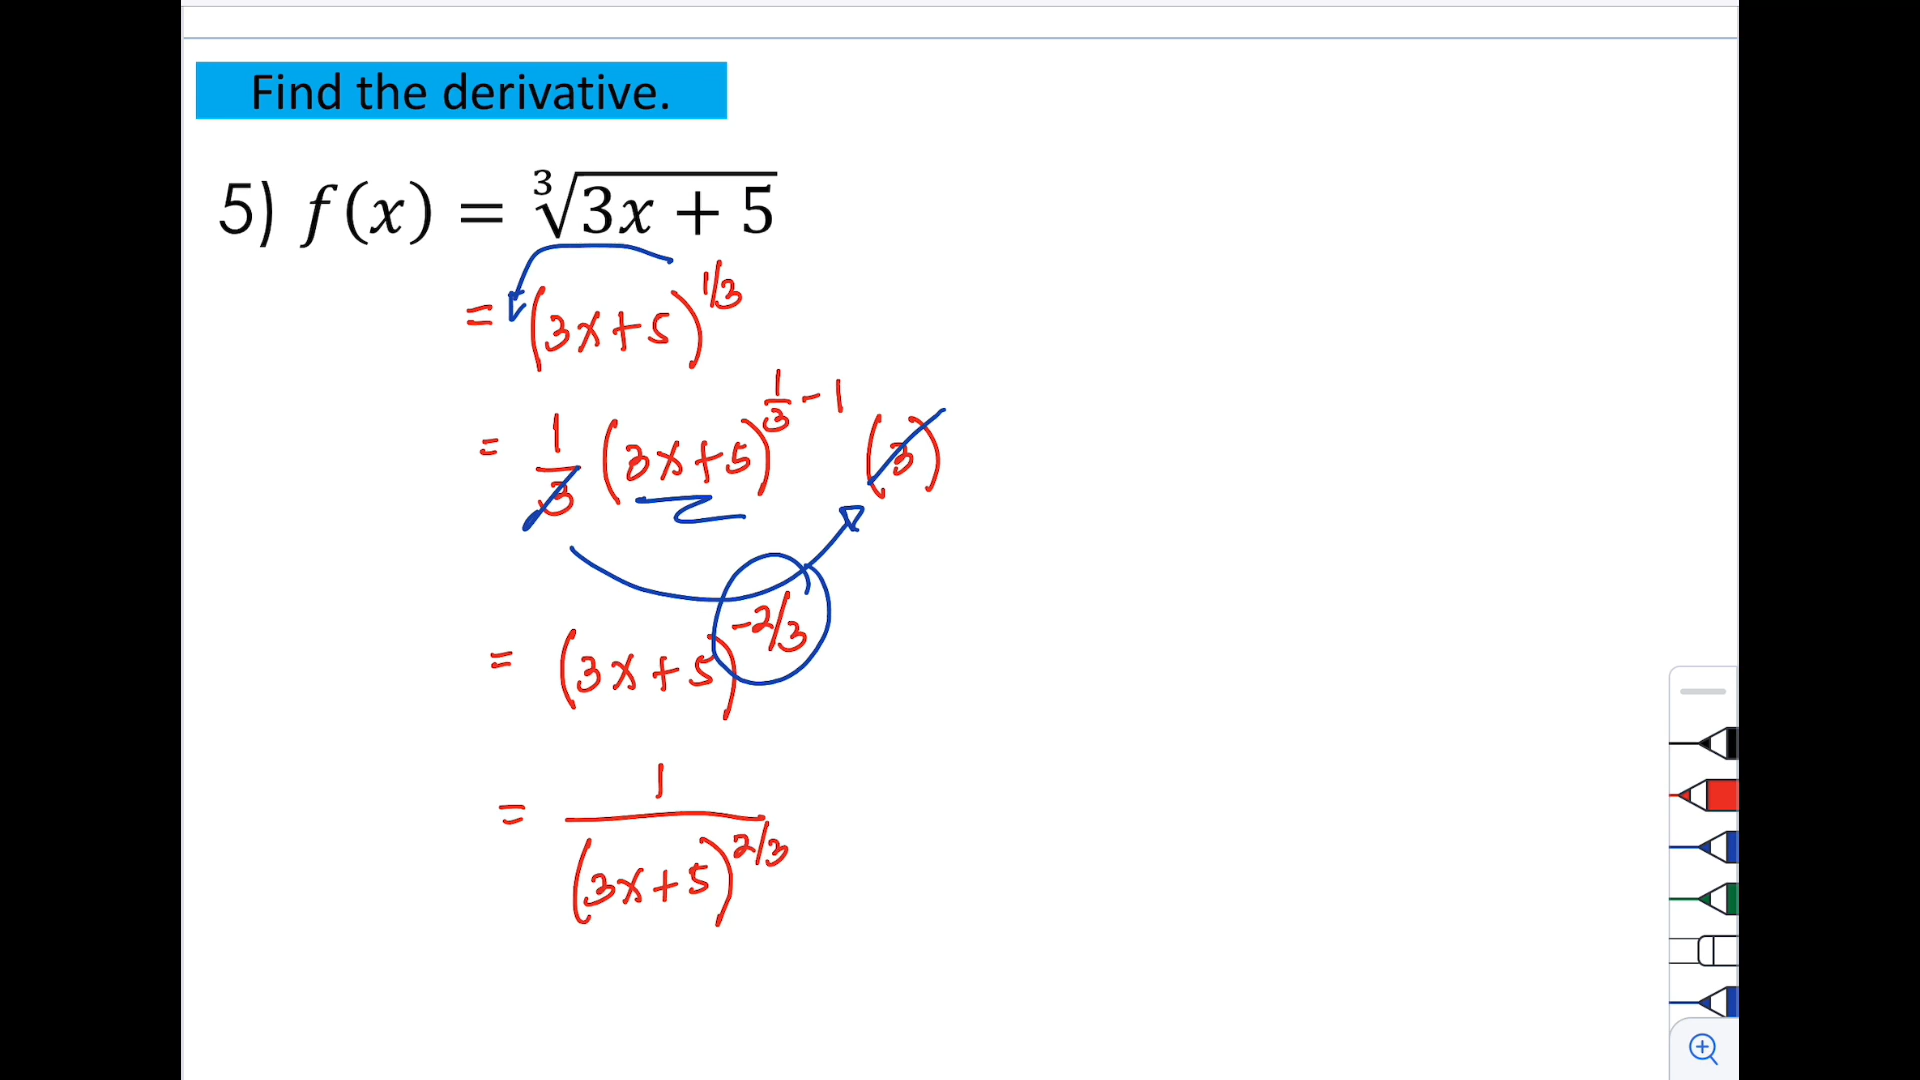 Find the derivative.
5) f(x) = ∛(3x + 5)
= (3x+5)^1/3
= 1/3 (3x+5)^(1/3 - 1) (3)
= (3x+5)^-2/3
= 1/(3x+5)^2/3